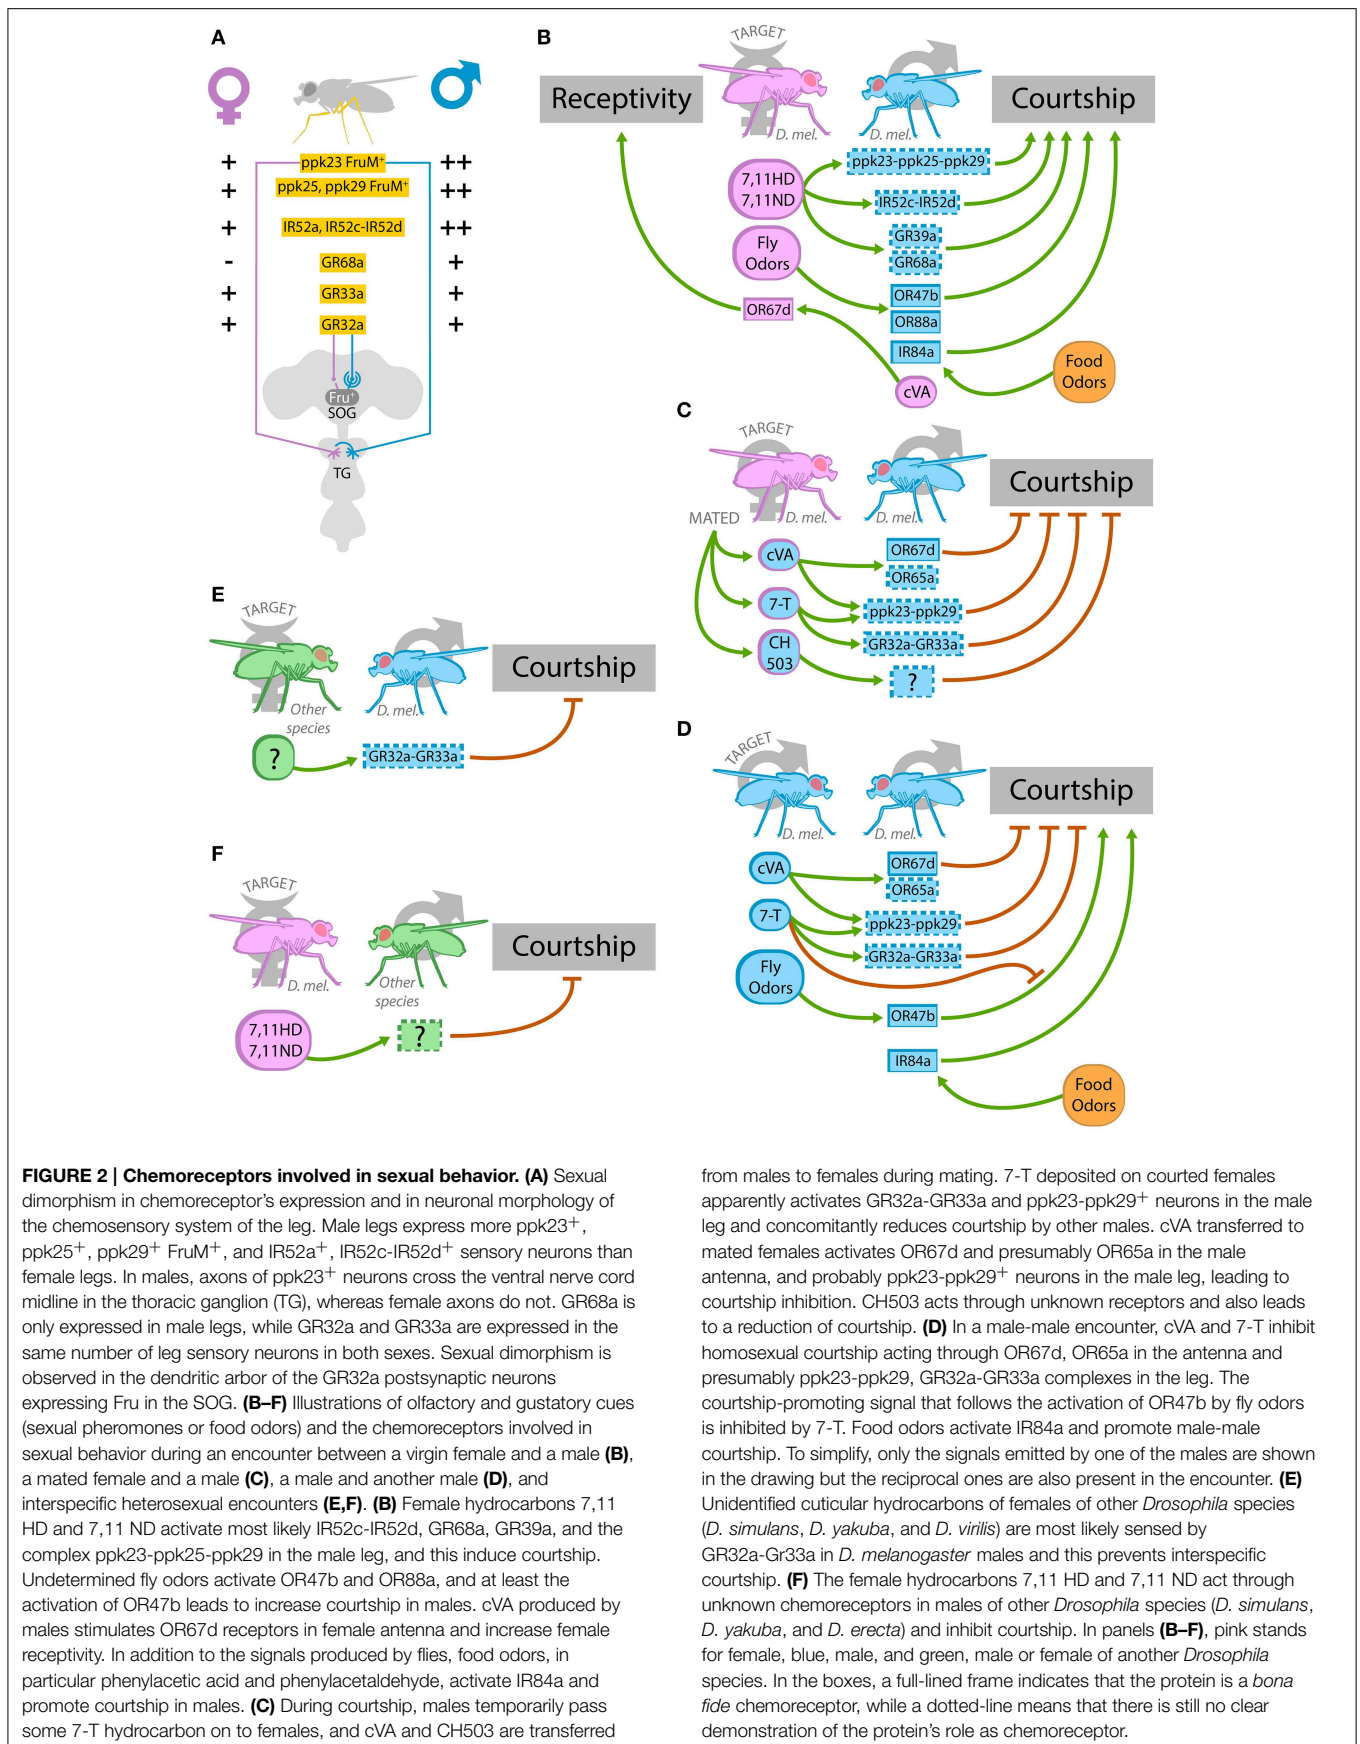 A
ppk23 FruM⁺
ppk25, ppk29 FruM⁺
IR52a, IR52c-IR52d
GR68a
GR33a
GR32a
+
+
+
-
+
+
++
++
++
+
+
+
Fru⁺
SOG
TG
B
TARGET
Receptivity
Courtship
D. mel.
D. mel.
7,11HD
7,11ND
ppk23-ppk25-ppk29
IR52c-IR52d
GR39a
GR68a
Fly
Odors
OR47b
OR88a
OR67d
IR84a
cVA
Food
Odors
C
TARGET
Courtship
MATED
D. mel.
D. mel.
cVA
OR67d
OR65a
7-T
ppk23-ppk29
GR32a-GR33a
CH
503
?
D
TARGET
Courtship
D. mel.
D. mel.
cVA
OR67d
OR65a
7-T
ppk23-ppk29
GR32a-GR33a
Fly
Odors
OR47b
IR84a
Food
Odors
E
TARGET
Courtship
Other
species
D. mel.
?
GR32a-GR33a
F
TARGET
Courtship
D. mel.
Other
species
7,11HD
7,11ND
?
FIGURE 2 | Chemoreceptors involved in sexual behavior. (A) Sexual
dimorphism in chemoreceptor's expression and in neuronal morphology of
the chemosensory system of the leg. Male legs express more ppk23⁺,
ppk25⁺, ppk29⁺ FruM⁺, and IR52a⁺, IR52c-IR52d⁺ sensory neurons than
female legs. In males, axons of ppk23⁺ neurons cross the ventral nerve cord
midline in the thoracic ganglion (TG), whereas female axons do not. GR68a is
only expressed in male legs, while GR32a and GR33a are expressed in the
same number of leg sensory neurons in both sexes. Sexual dimorphism is
observed in the dendritic arbor of the GR32a postsynaptic neurons
expressing Fru in the SOG. (B–F) Illustrations of olfactory and gustatory cues
(sexual pheromones or food odors) and the chemoreceptors involved in
sexual behavior during an encounter between a virgin female and a male (B),
a mated female and a male (C), a male and another male (D), and
interspecific heterosexual encounters (E,F). (B) Female hydrocarbons 7,11
HD and 7,11 ND activate most likely IR52c-IR52d, GR68a, GR39a, and the
complex ppk23-ppk25-ppk29 in the male leg, and this induce courtship.
Undetermined fly odors activate OR47b and OR88a, and at least the
activation of OR47b leads to increase courtship in males. cVA produced by
males stimulates OR67d receptors in female antenna and increase female
receptivity. In addition to the signals produced by flies, food odors, in
particular phenylacetic acid and phenylacetaldehyde, activate IR84a and
promote courtship in males. (C) During courtship, males temporarily pass
some 7-T hydrocarbon on to females, and cVA and CH503 are transferred
from males to females during mating. 7-T deposited on courted females
apparently activates GR32a-GR33a and ppk23-ppk29⁺ neurons in the male
leg and concomitantly reduces courtship by other males. cVA transferred to
mated females activates OR67d and presumably OR65a in the male
antenna, and probably ppk23-ppk29⁺ neurons in the male leg, leading to
courtship inhibition. CH503 acts through unknown receptors and also leads
to a reduction of courtship. (D) In a male-male encounter, cVA and 7-T inhibit
homosexual courtship acting through OR67d, OR65a in the antenna and
presumably ppk23-ppk29, GR32a-GR33a complexes in the leg. The
courtship-promoting signal that follows the activation of OR47b by fly odors
is inhibited by 7-T. Food odors activate IR84a and promote male-male
courtship. To simplify, only the signals emitted by one of the males are shown
in the drawing but the reciprocal ones are also present in the encounter. (E)
Unidentified cuticular hydrocarbons of females of other Drosophila species
(D. simulans, D. yakuba, and D. virilis) are most likely sensed by
GR32a-Gr33a in D. melanogaster males and this prevents interspecific
courtship. (F) The female hydrocarbons 7,11 HD and 7,11 ND act through
unknown chemoreceptors in males of other Drosophila species (D. simulans,
D. yakuba, and D. erecta) and inhibit courtship. In panels (B–F), pink stands
for female, blue, male, and green, male or female of another Drosophila
species. In the boxes, a full-lined frame indicates that the protein is a bona
fide chemoreceptor, while a dotted-line means that there is still no clear
demonstration of the protein's role as chemoreceptor.